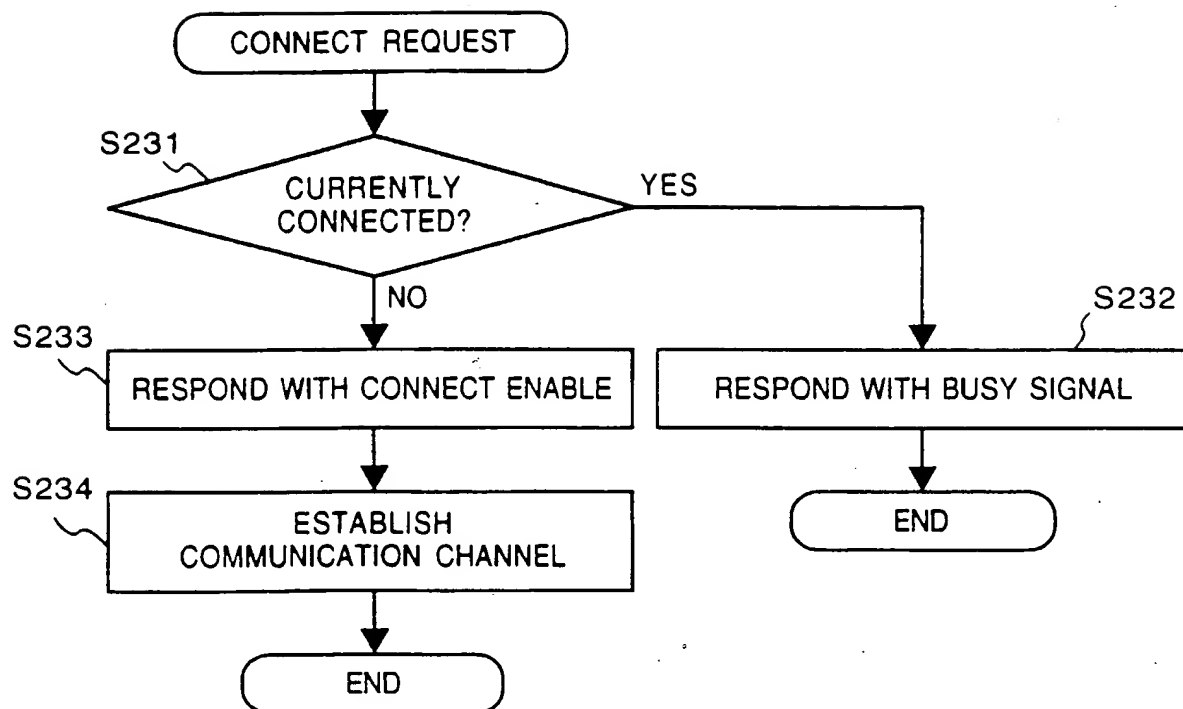 CONNECT REQUEST
S231
CURRENTLY
CONNECTED?
YES
NO
S233
RESPOND WITH CONNECT ENABLE
S232
RESPOND WITH BUSY SIGNAL
S234
ESTABLISH
COMMUNICATION CHANNEL
END
END